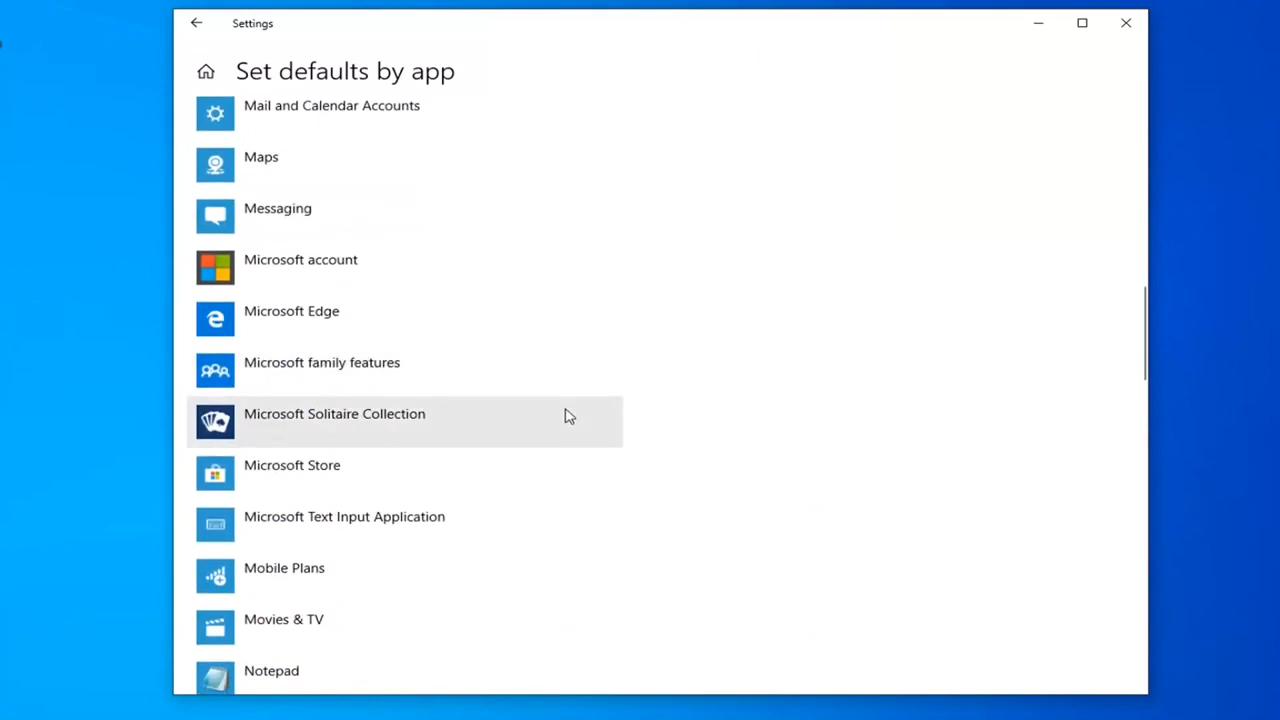 Settings
Set defaults by app
Mail and Calendar Accounts
Maps
Messaging
Microsoft account
Microsoft Edge
Microsoft family features
Microsoft Solitaire Collection
Microsoft Store
Microsoft Text Input Application
Mobile Plans
Movies & TV
Notepad